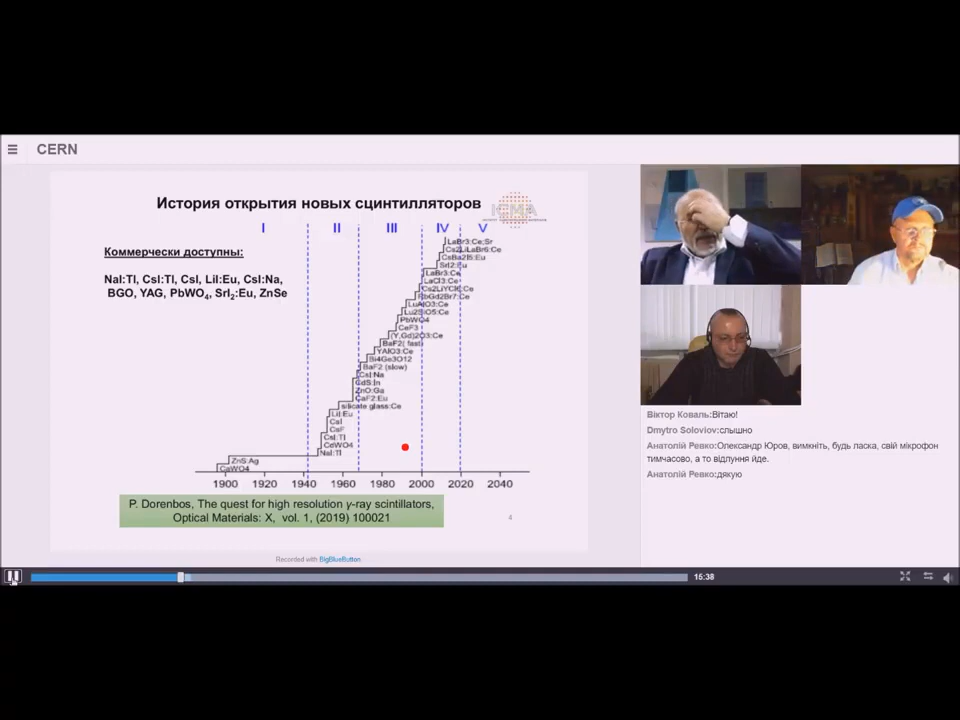 CERN
История открытия новых сцинтилляторов
I II III IV V
Коммерчески доступны:
NaI:Tl, CsI:Tl, CsI, LiI:Eu, CsI:Na,
BGO, YAG, PbWO4, SrI2:Eu, ZnSe
LaBr3:Ce;Sr
Cs2LiLaBr6:Ce
CsBa2I5:Eu
SrI2:Eu
LaBr3:Ce
LaCl3:Ce
Cs2LiYCl6:Ce
RbGd2Br7:Ce
LuAlO3:Ce
Lu2SiO5:Ce
PbWO4
CeF3
(Y,Gd)2O3:Ce
BaF2( fast)
YAlO3:Ce
Bi4Ge3O12
BaF2 (slow)
CsI:Na
CdS:In
ZnO:Ga
CaF2:Eu
silicate glass:Ce
LiI:Eu
CsI
CsF
CsI:Tl
CdWO4
NaI:Tl
ZnS:Ag
CaWO4
1900 1920 1940 1960 1980 2000 2020 2040
P. Dorenbos, The quest for high resolution γ-ray scintillators,
Optical Materials: X, vol. 1, (2019) 100021
4
Recorded with BigBlueButton
Віктор Коваль:Вітаю!
Dmytro Soloviov:слышно
Анатолій Ревко:Олександр Юров, вимкніть, будь ласка, свій мікрофон
тимчасово, а то відлуння йде.
Анатолій Ревко:дякую
15:38